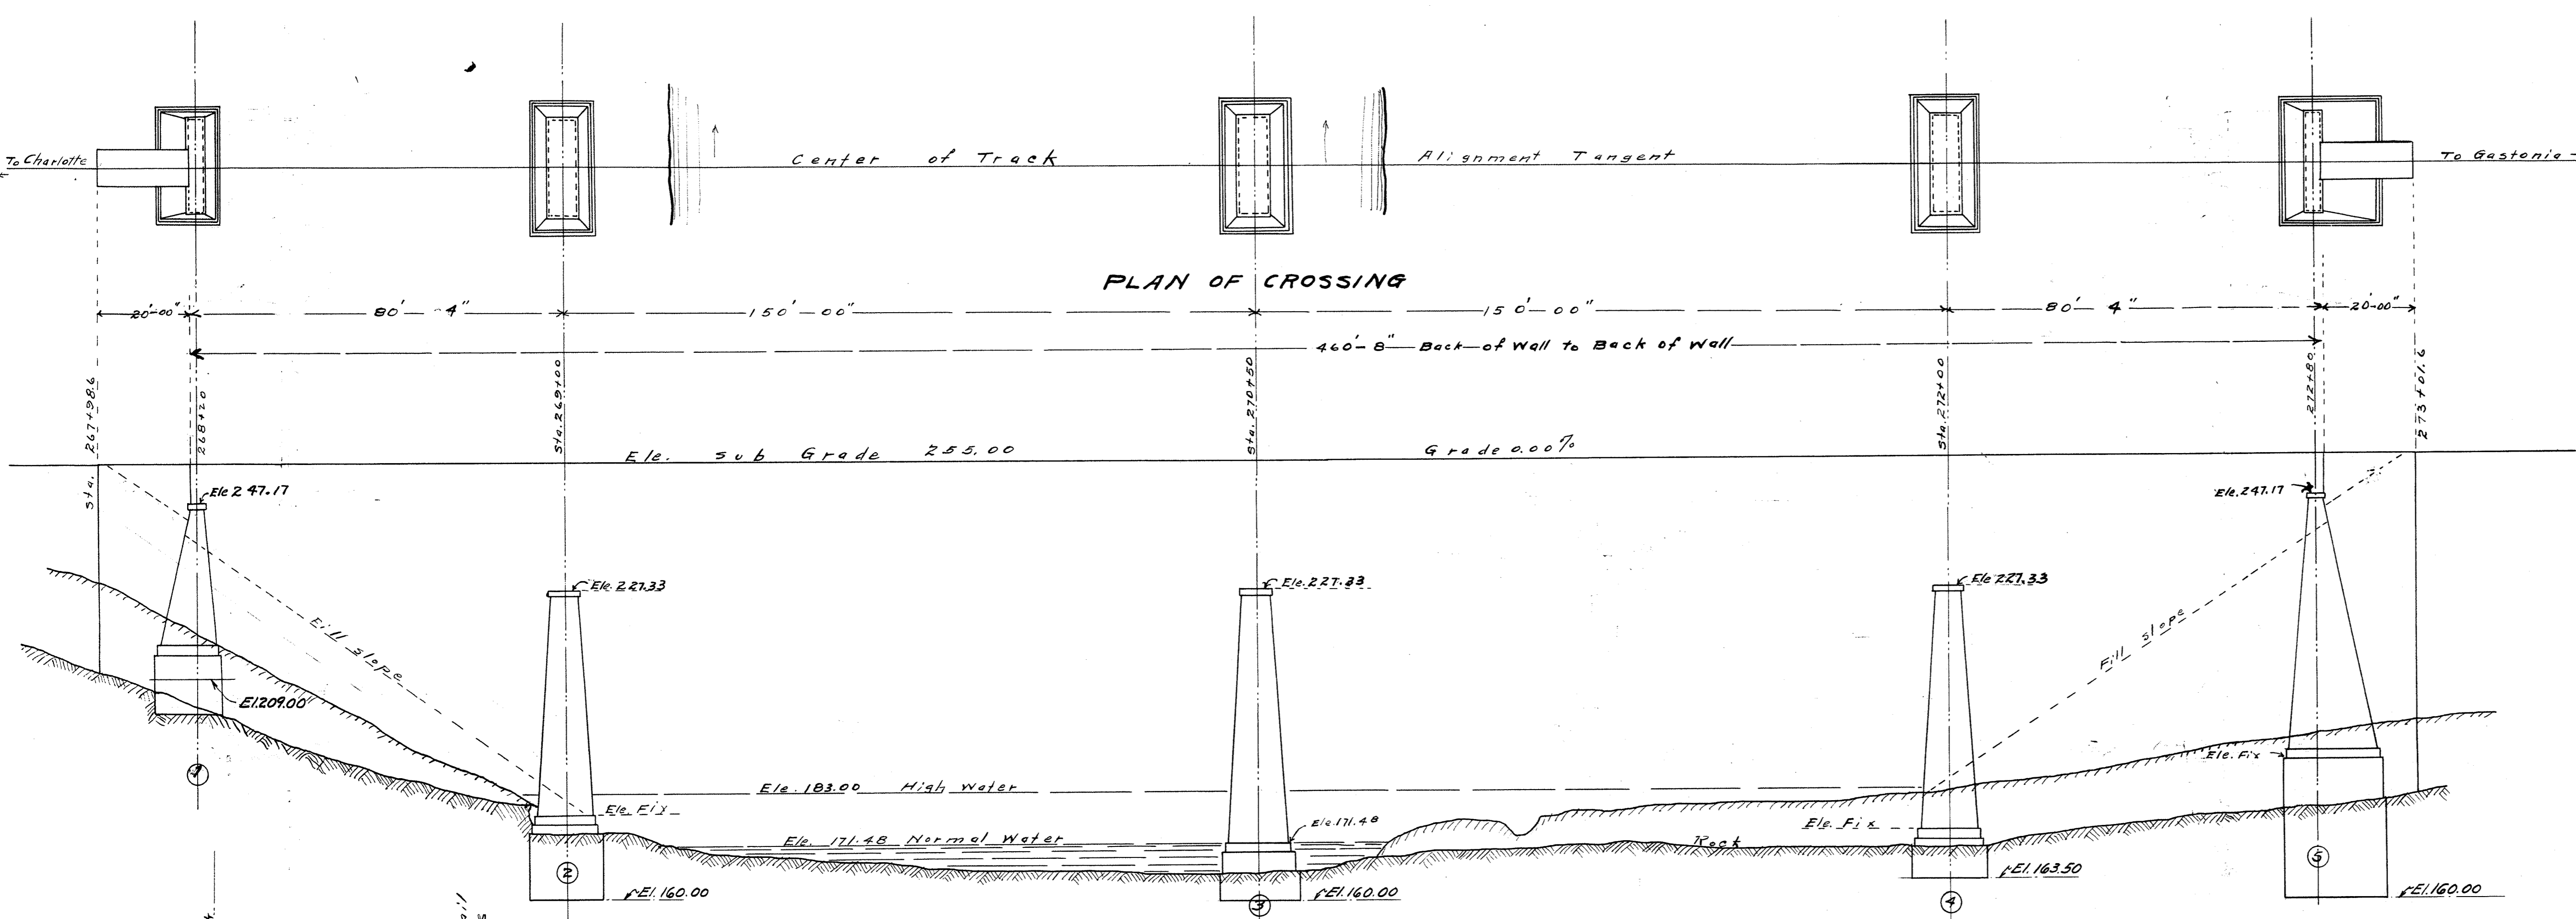 To Charlotte
Center of Track
Alignment Tangent
To Gastonia
PLAN OF CROSSING
20'-00"
80'-4"
150'-00"
150'-00"
80'-4"
20'-00"
460'-8" Back of Wall to Back of Wall
Sta. 267+98.6
268+20
Sta. 269+00
Sta. 270+50
Sta. 272+00
272+80
273+01.6
Ele. Sub Grade 255.00
Grade 0.00%
Ele 247.17
Ele. 247.17
Ele. 227.33
Ele. 227.33
Ele 227.33
Fill slope
Fill slope
El. 209.00"
Ele. Fix
1
Ele. 183.00 High Water
Ele. Fix
Ele. 171.48
Ele. Fix
Ele. 171.48 Normal Water
Rock
2
5
El. 163.50
El. 160.00
El. 160.00
El. 160.00
3
4